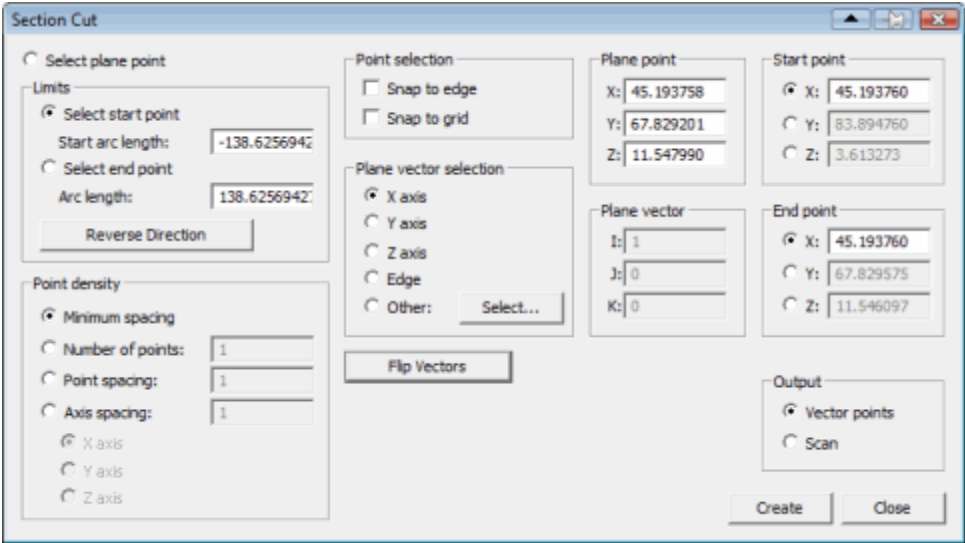 Section Cut
Select plane point
Limits
Select start point
Start arc length: -138.6256942
Select end point
Arc length: 138.62569427
Reverse Direction
Point density
Minimum spacing
Number of points: 1
Point spacing: 1
Axis spacing: 1
X axis
Y axis
Z axis
Point selection
Snap to edge
Snap to grid
Plane vector selection
X axis
Y axis
Z axis
Edge
Other: Select...
Flip Vectors
Plane point
X: 45.193758
Y: 67.829201
Z: 11.547990
Plane vector
I: 1
J: 0
K: 0
Start point
X: 45.193760
Y: 83.894760
Z: 3.613273
End point
X: 45.193760
Y: 67.829575
Z: 11.546097
Output
Vector points
Scan
Create Close